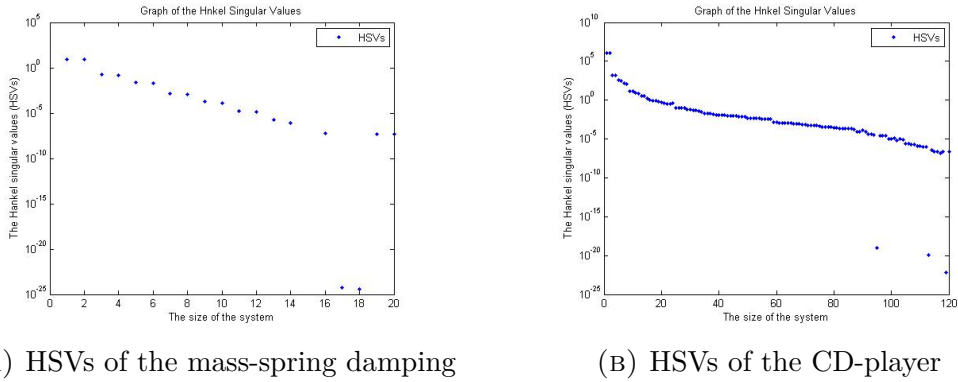 Graph of the Hnkel Singular Values
HSVs
The Hankel singular values (HSVs)
10^5
10^0
10^-5
10^-10
10^-15
10^-20
10^-25
0 2 4 6 8 10 12 14 16 18 20
The size of the system
) HSVs of the mass-spring damping
Graph of the Hnkel Singular Values
HSVs
The Hankel singular values (HSVs)
10^10
10^5
10^0
10^-5
10^-10
10^-15
10^-20
10^-25
0 20 40 60 80 100 120
The size of the system
(B) HSVs of the CD-player